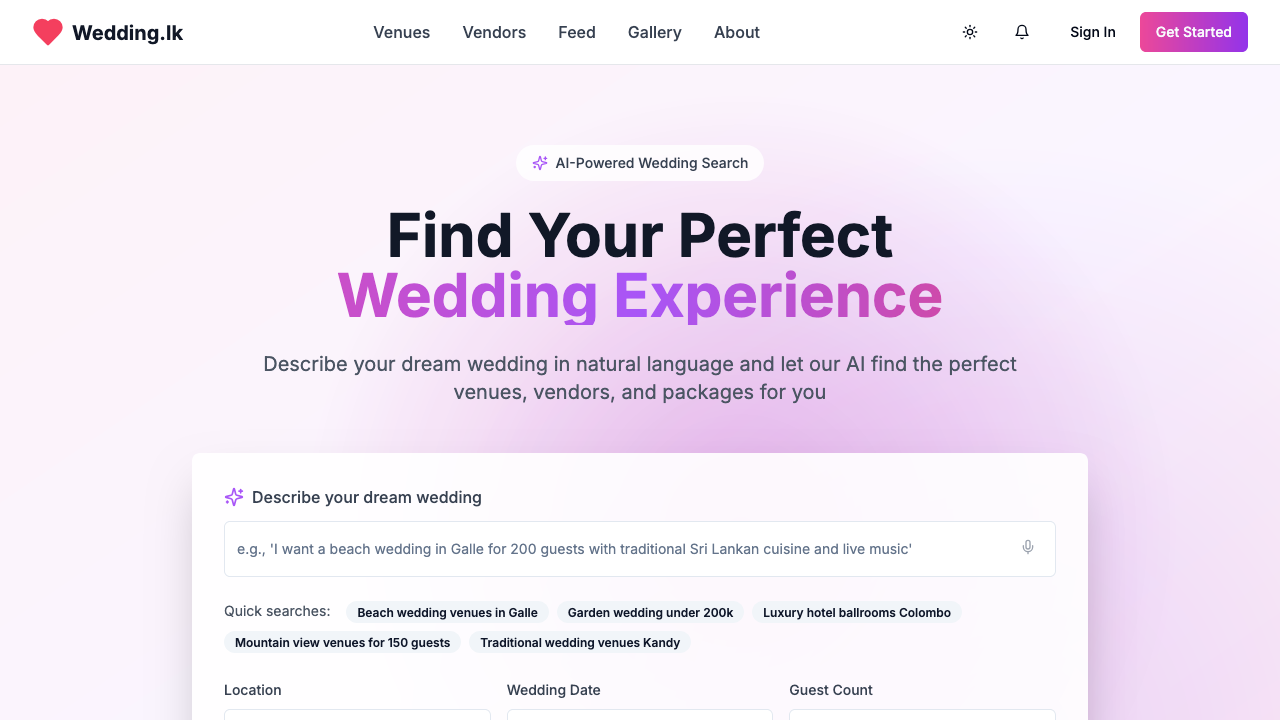 Wedding.lk
Venues
Vendors
Feed
Gallery
About
Sign In
Get Started
AI-Powered Wedding Search
Find Your Perfect
Wedding Experience
Describe your dream wedding in natural language and let our AI find the perfect
venues, vendors, and packages for you
Describe your dream wedding
e.g., 'I want a beach wedding in Galle for 200 guests with traditional Sri Lankan cuisine and live music'
Quick searches:
Beach wedding venues in Galle
Garden wedding under 200k
Luxury hotel ballrooms Colombo
Mountain view venues for 150 guests
Traditional wedding venues Kandy
Location
Wedding Date
Guest Count